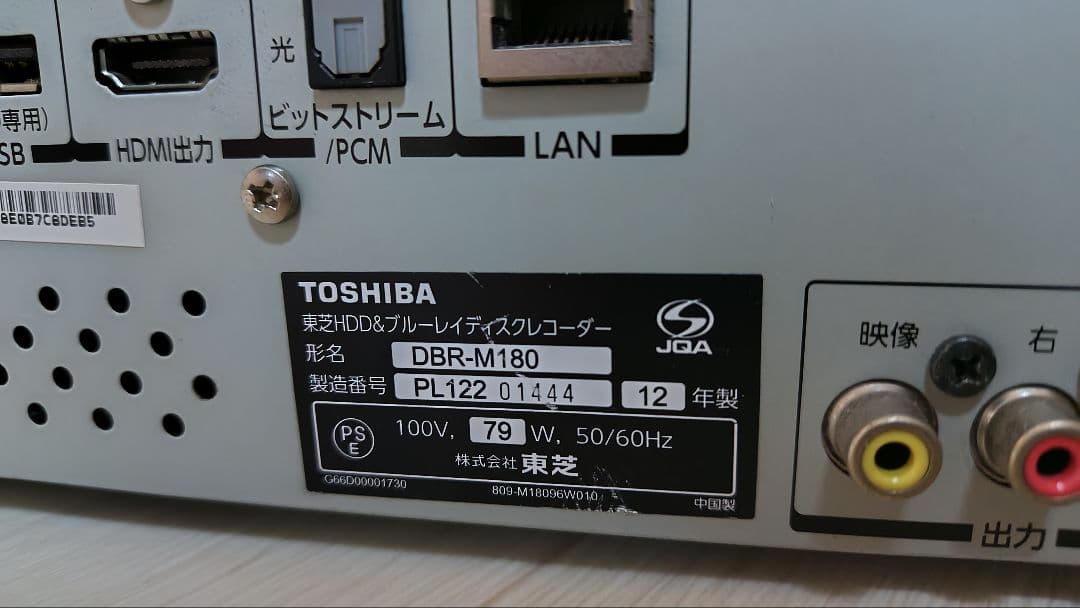 専用)
SB
HDMI出力
光
ビットストリーム
/PCM
LAN
8E0B7C8DEB5
TOSHIBA
東芝HDD&ブルーレイディスクレコーダー
形名 DBR-M180
製造番号 PL122 01444 12 年製
JQA
PS
E
100V, 79 W, 50/60Hz
株式会社 東芝
G66D00001730
809-M18096W010
中国製
映像
右
出力